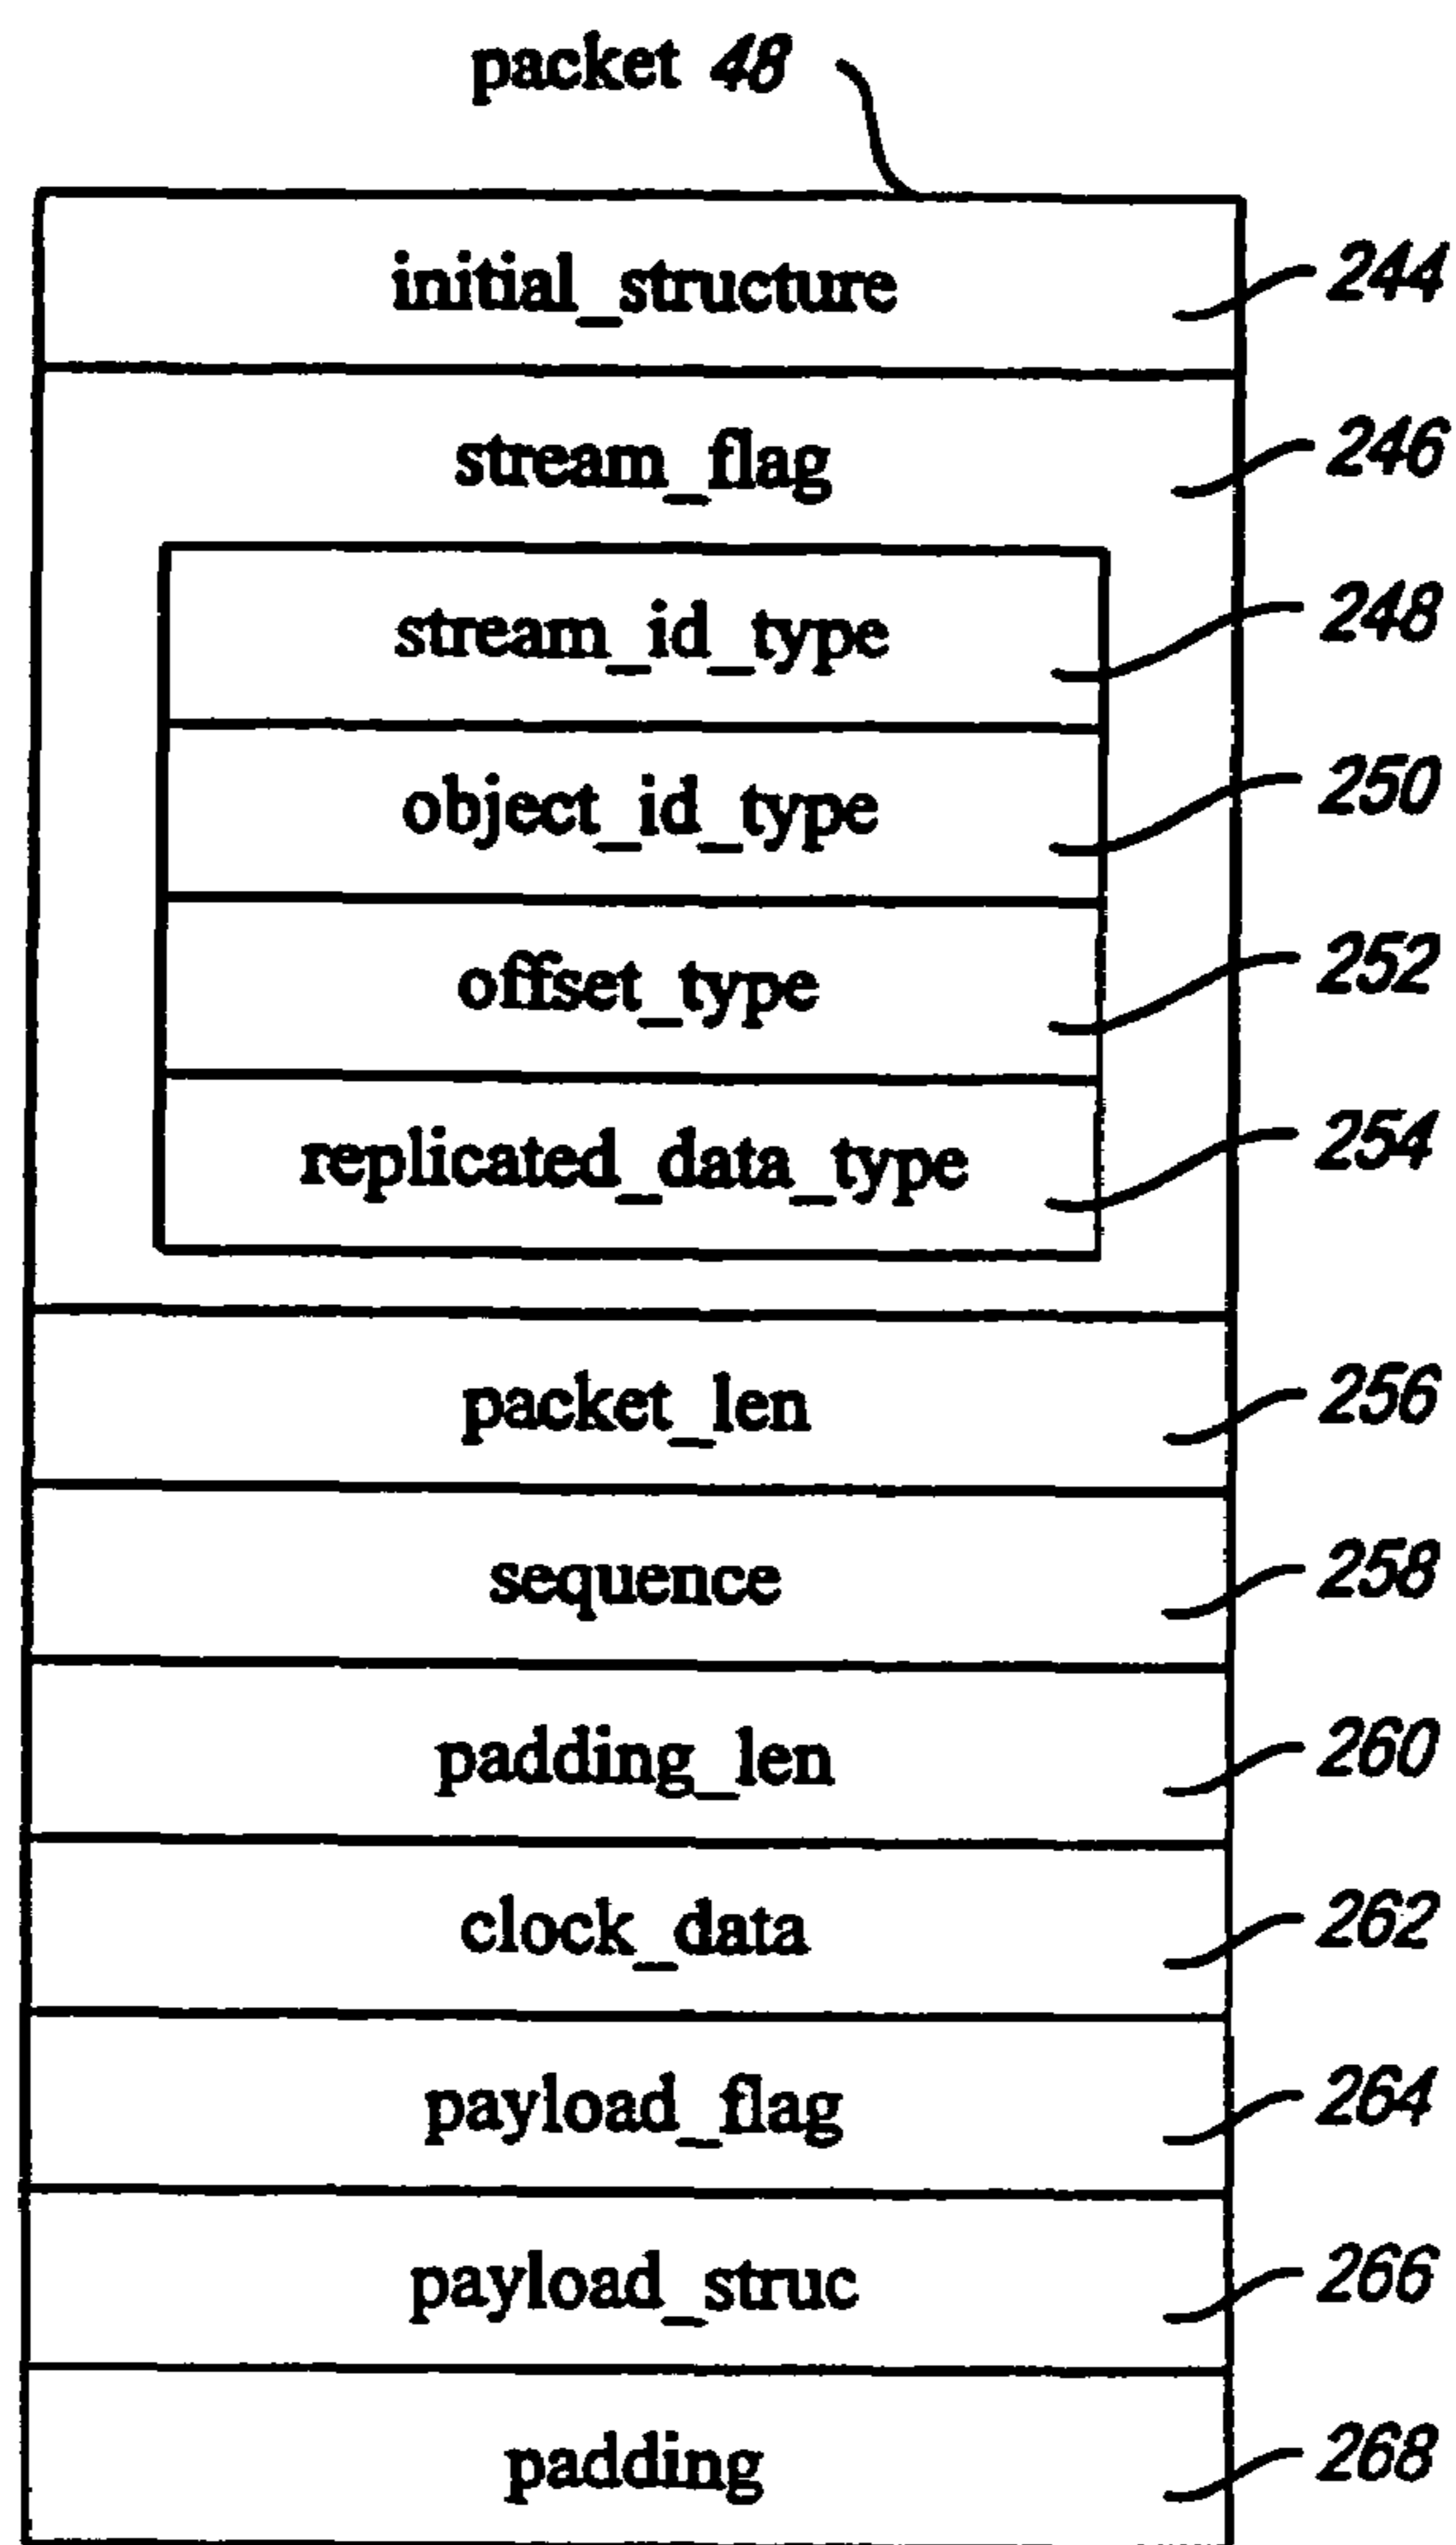 packet 48
initial_structure 244
stream_flag 246
stream_id_type 248
object_id_type 250
offset_type 252
replicated_data_type 254
packet_len 256
sequence 258
padding_len 260
clock_data 262
payload_flag 264
payload_struc 266
padding 268